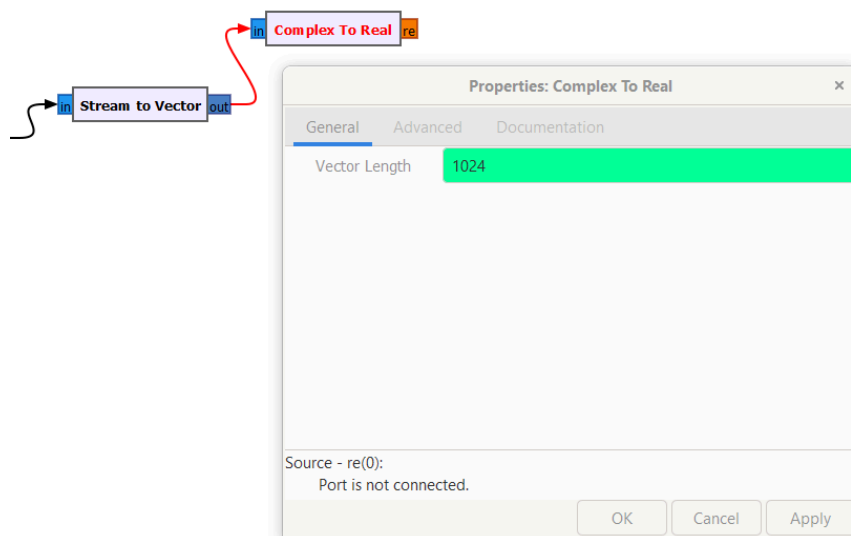 in Complex To Real re
in Stream to Vector out
Properties: Complex To Real ×
General Advanced Documentation
Vector Length 1024
Source - re(0):
Port is not connected.
OK Cancel Apply